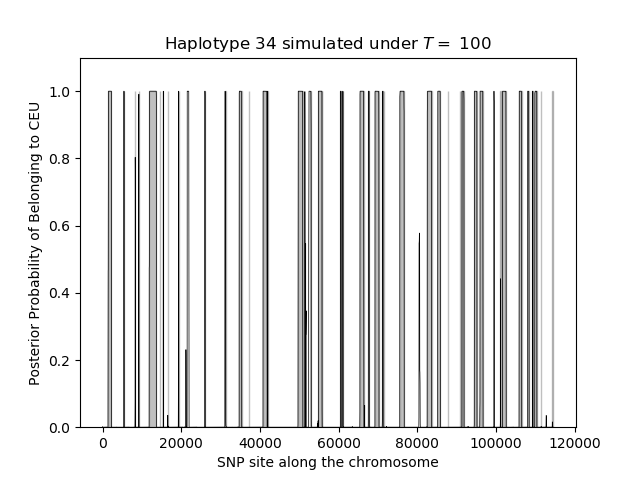 Haplotype 34 simulated under T = 100
Posterior Probability of Belonging to CEU
1.0
0.8
0.6
0.4
0.2
0.0
0 20000 40000 60000 80000 100000 120000
SNP site along the chromosome